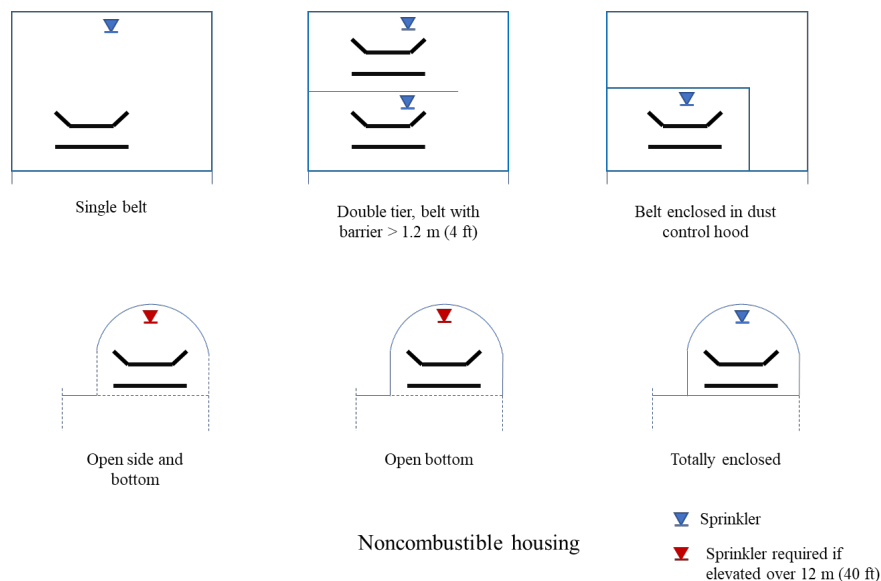 Single belt
Double tier, belt with
barrier > 1.2 m (4 ft)
Belt enclosed in dust
control hood
Open side and
bottom
Open bottom
Totally enclosed
Noncombustible housing
Sprinkler
Sprinkler required if
elevated over 12 m (40 ft)